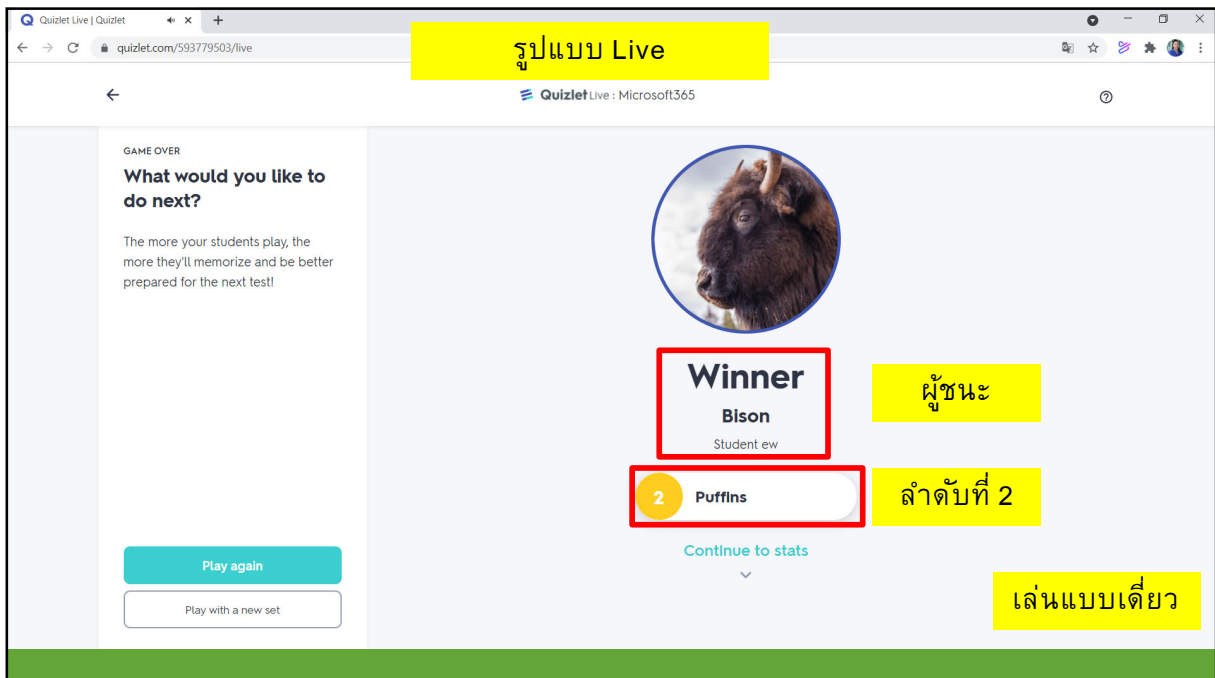 Quizlet Live | Quizlet
quizlet.com/593779503/live
รูปแบบ Live
Quizlet Live : Microsoft365
GAME OVER
What would you like to
do next?
The more your students play, the
more they'll memorize and be better
prepared for the next test!
Play again
Play with a new set
Winner
Bison
Student ew
ผู้ชนะ
2 Puffins
ลำดับที่ 2
Continue to stats
เล่นแบบเดี่ยว